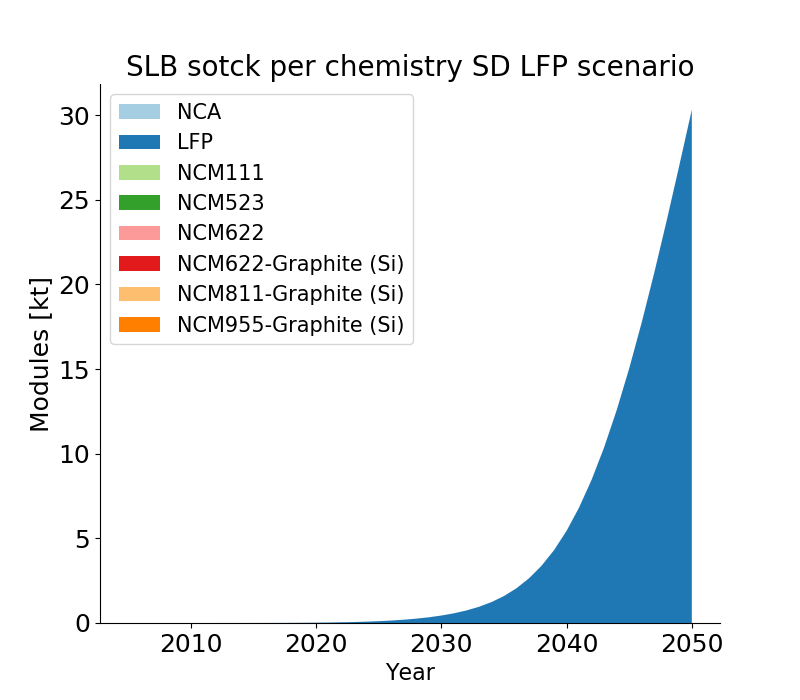 SLB sotck per chemistry SD LFP scenario
NCA
LFP
NCM111
NCM523
NCM622
NCM622-Graphite (Si)
NCM811-Graphite (Si)
NCM955-Graphite (Si)
Modules [kt]
30
25
20
15
10
5
0
2010 2020 2030 2040 2050
Year